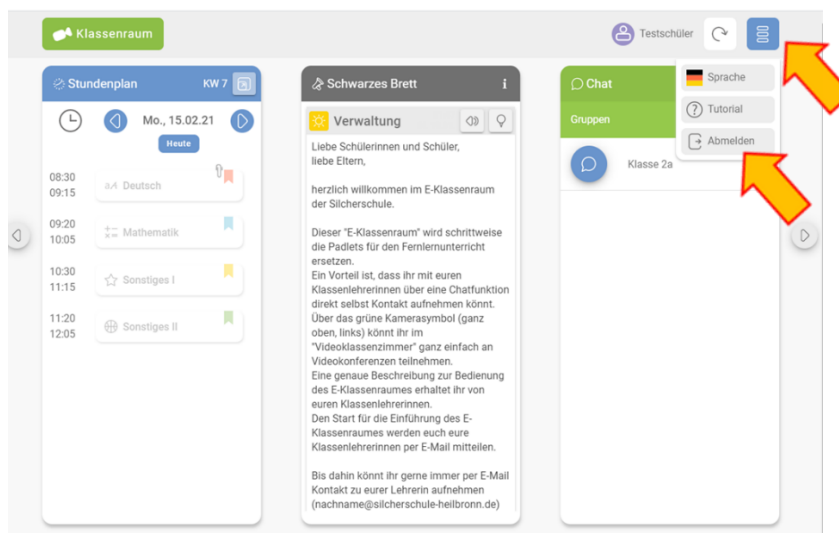 Klassenraum
Testschüler
Stundenplan KW 7
Mo., 15.02.21
Heute
08:30
09:15
a.A Deutsch
09:20
10:05
Mathematik
10:30
11:15
Sonstiges I
11:20
12:05
Sonstiges II
Schwarzes Brett i
Verwaltung
Liebe Schülerinnen und Schüler,
liebe Eltern,
herzlich willkommen im E-Klassenraum
der Silcherschule.
Dieser "E-Klassenraum" wird schrittweise
die Padlets für den Fernlernunterricht
ersetzen.
Ein Vorteil ist, dass ihr mit euren
Klassenlehrerinnen über eine Chatfunktion
direkt selbst Kontakt aufnehmen könnt.
Über das grüne Kamerasymbol (ganz
oben, links) könnt ihr im
"Videoklassenzimmer" ganz einfach an
Videokonferenzen teilnehmen.
Eine genaue Beschreibung zur Bedienung
des E-Klassenraumes erhaltet ihr von
euren Klassenlehrerinnen.
Den Start für die Einführung des E-
Klassenraumes werden euch eure
Klassenlehrerinnen per E-Mail mitteilen.
Bis dahin könnt ihr gerne immer per E-Mail
Kontakt zu eurer Lehrerin aufnehmen
(nachname@silcherschule-heilbronn.de)
Chat
Gruppen
Klasse 2a
Sprache
Tutorial
Abmelden